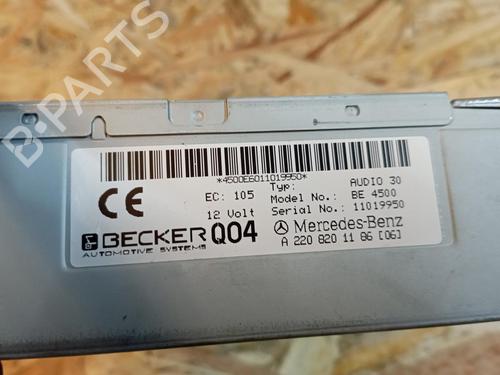 B-PARTS
*4500E6011019950*
CE
EC: 105 Typ: AUDIO 30
12 Volt Model No.: BE 4500
Serial No.: 11019950
BECKER Q04 Mercedes-Benz
AUTOMOTIVE SYSTEMS A 220 820 11 86 [06]